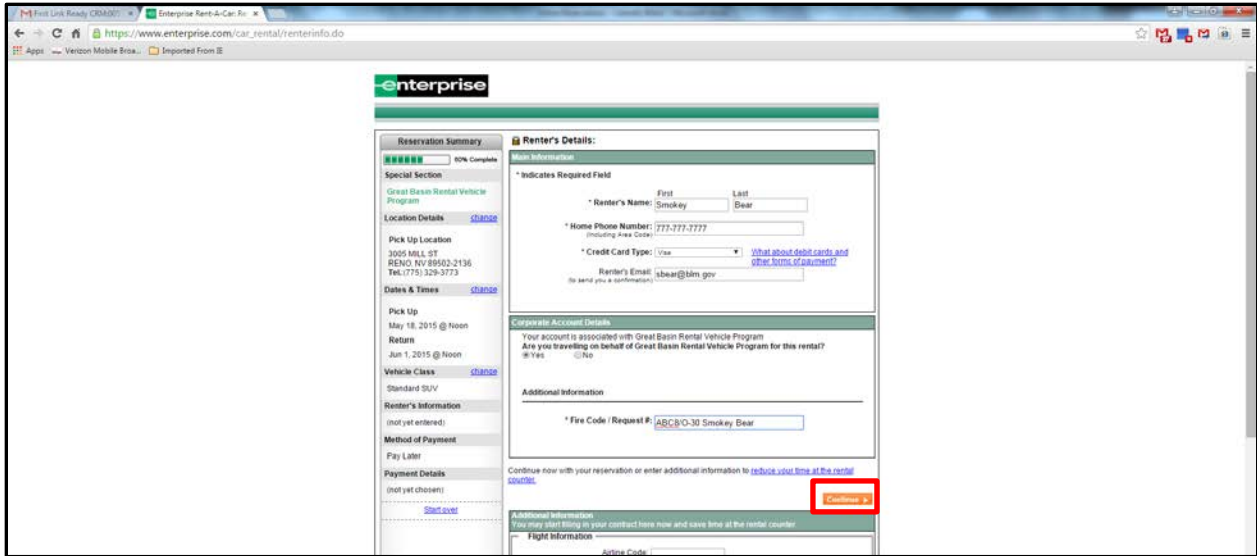 First Link Ready CRM:001
Enterprise Rent-A-Car: Re
https://www.enterprise.com/car_rental/renterinfo.do
Apps
Verizon Mobile Broa...
Imported From IE
enterprise
Reservation Summary
60% Complete
Special Section
Great Basin Rental Vehicle
Program
Location Details change
Pick Up Location
3005 MILL ST
RENO, NV 89502-2136
Tel.:(775) 329-3773
Dates & Times change
Pick Up
May 18, 2015 @ Noon
Return
Jun 1, 2015 @ Noon
Vehicle Class change
Standard SUV
Renter's Information
(not yet entered)
Method of Payment
Pay Later
Payment Details
(not yet chosen)
Start over
Renter's Details:
Main Information
* Indicates Required Field
First Last
* Renter's Name: Smokey Bear
* Home Phone Number: 777-777-7777
(Including Area Code)
* Credit Card Type: Visa What about debit cards and
other forms of payment?
Renter's Email: sbear@blm.gov
(to send you a confirmation)
Corporate Account Details
Your account is associated with Great Basin Rental Vehicle Program
Are you travelling on behalf of Great Basin Rental Vehicle Program for this rental?
Yes No
Additional Information
* Fire Code / Request #: ABC8/O-30 Smokey Bear
Continue now with your reservation or enter additional information to reduce your time at the rental
counter.
Continue
Additional Information
You may start filling in your contract here now and save time at the rental counter
Flight Information
Airline Code: